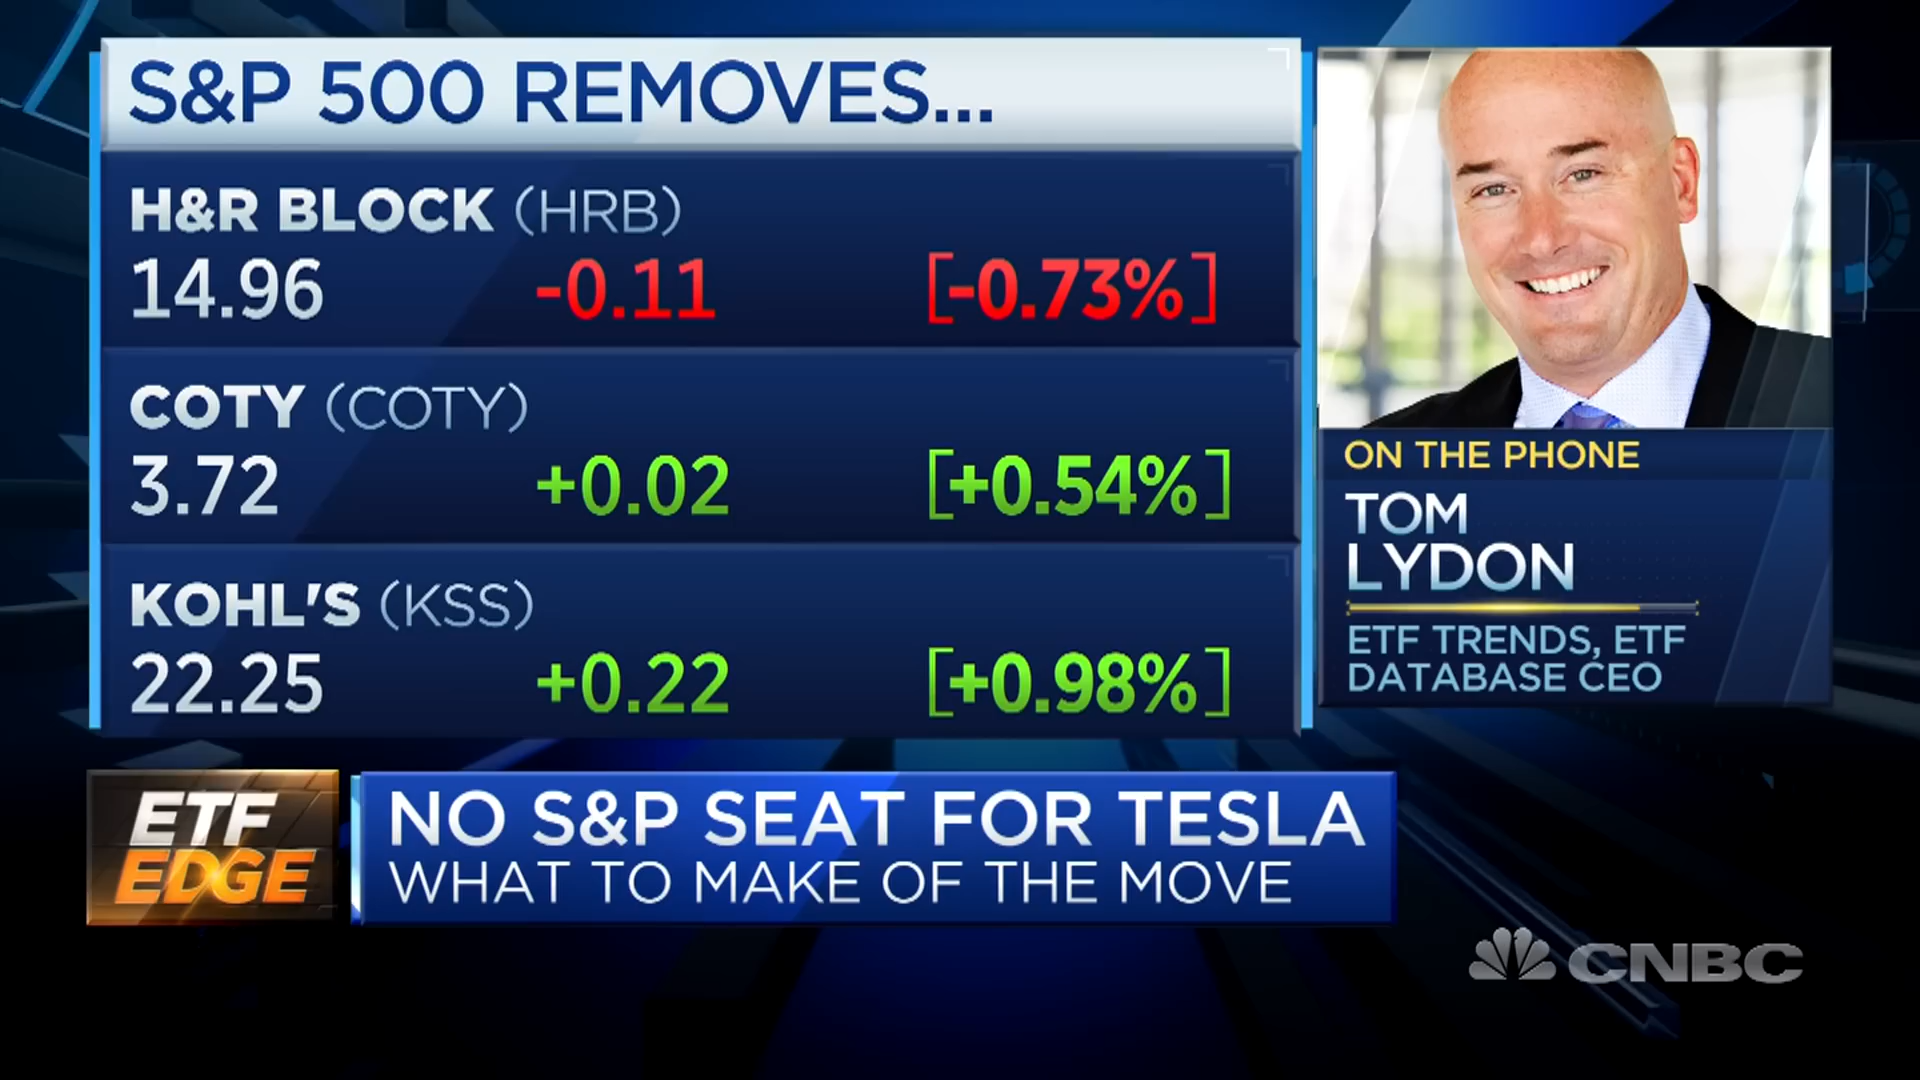 S&P 500 REMOVES...
H&R BLOCK (HRB)
14.96 -0.11 [-0.73%]
COTY (COTY)
3.72 +0.02 [+0.54%]
KOHL'S (KSS)
22.25 +0.22 [+0.98%]
ON THE PHONE
TOM
LYDON
ETF TRENDS, ETF
DATABASE CEO
ETF
EDGE
NO S&P SEAT FOR TESLA
WHAT TO MAKE OF THE MOVE
CNBC